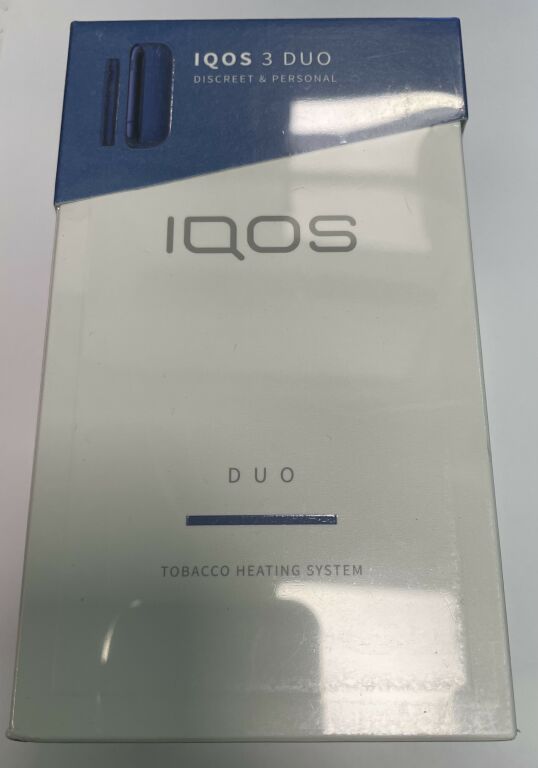 IQOS 3 DUO
DISCREET & PERSONAL
IQOS
DUO
TOBACCO HEATING SYSTEM